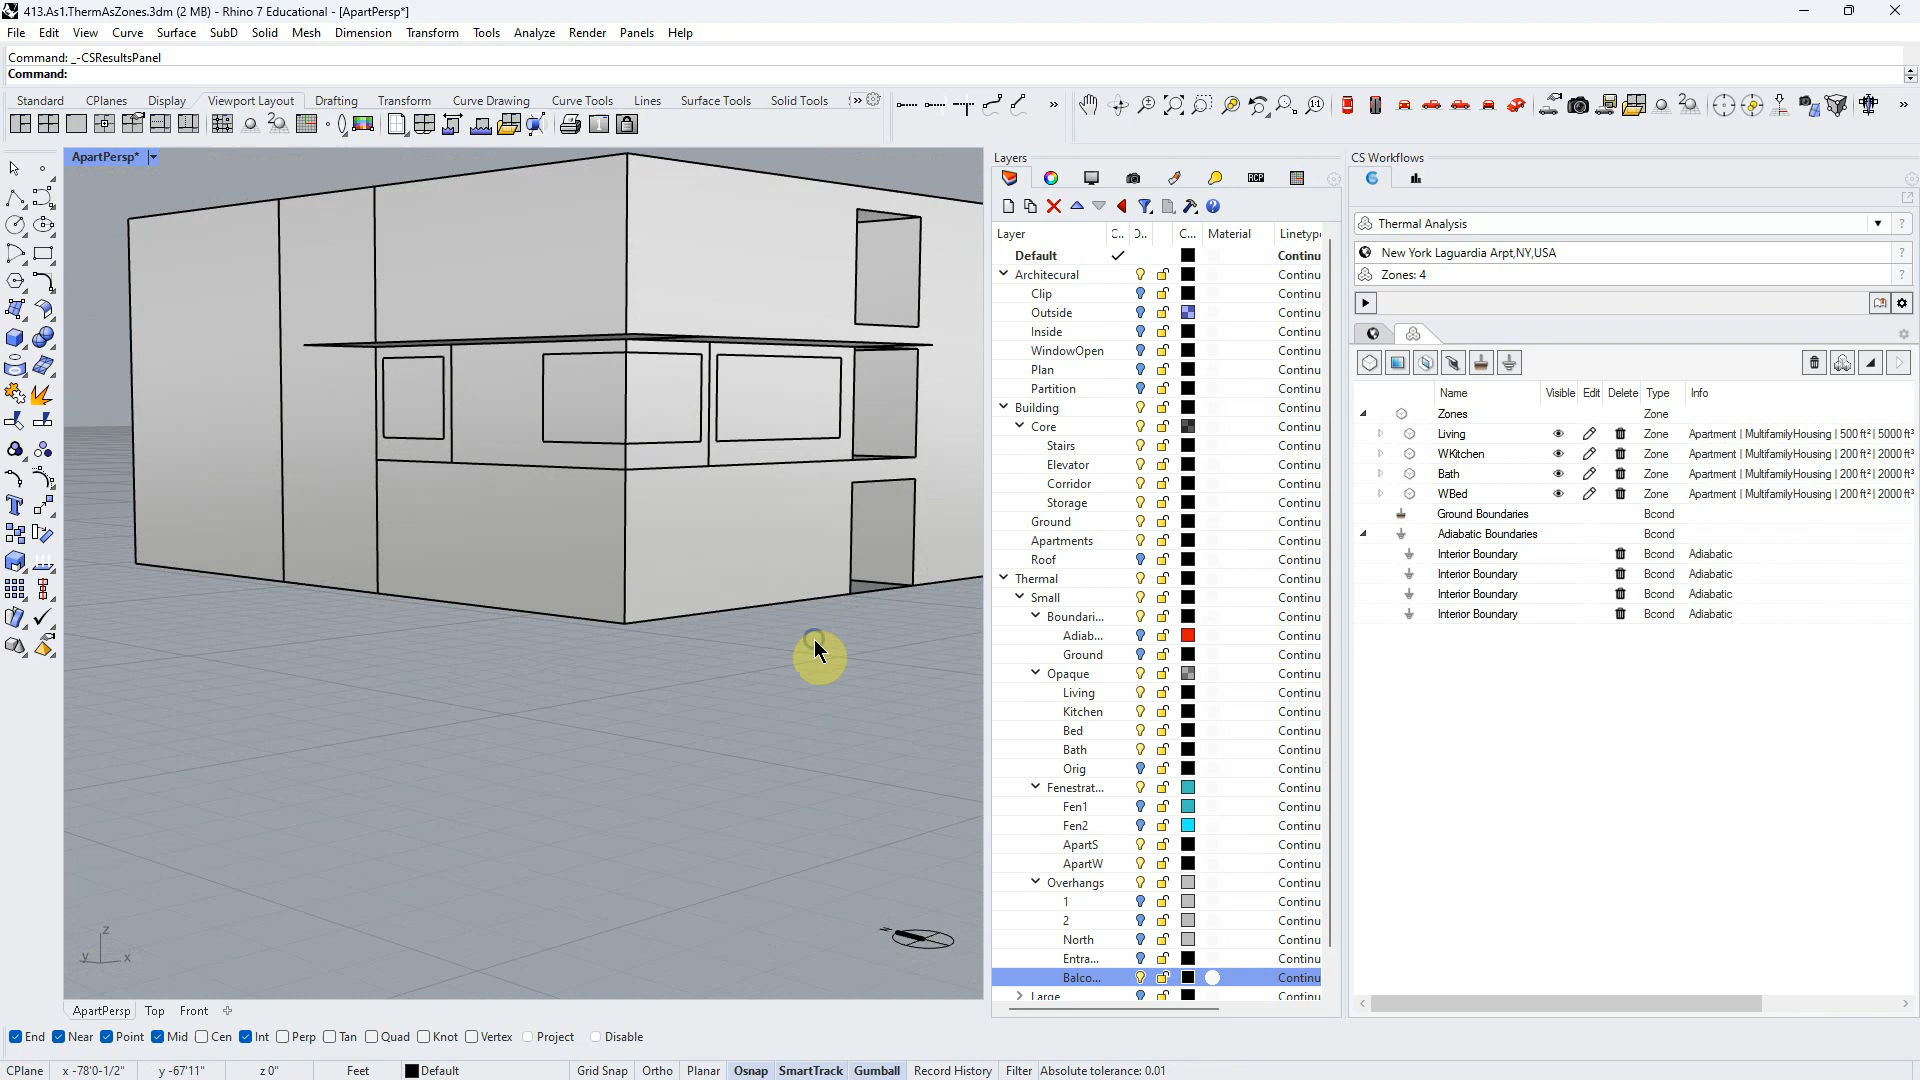 413.As1.ThermAsZones.3dm (2 MB) - Rhino 7 Educational - [ApartPersp*]
File Edit View Curve Surface SubD Solid Mesh Dimension Transform Tools Analyze Render Panels Help
Command: _-CSResultsPanel
Command:
Standard CPlanes Display Viewport Layout Drafting Transform Curve Drawing Curve Tools Lines Surface Tools Solid Tools
ApartPersp*
Layers
Layer C.. C... Material Linetyp
Default Continu
Architecural Continu
Clip Continu
Outside Continu
Inside Continu
WindowOpen Continu
Plan Continu
Partition Continu
Building Continu
Core Continu
Stairs Continu
Elevator Continu
Corridor Continu
Storage Continu
Ground Continu
Apartments Continu
Roof Continu
Thermal Continu
Small Continu
Boundari... Continu
Adiab... Continu
Ground Continu
Opaque Continu
Living Continu
Kitchen Continu
Bed Continu
Bath Continu
Orig Continu
Fenestrat... Continu
Fen1 Continu
Fen2 Continu
ApartS Continu
ApartW Continu
Overhangs Continu
1 Continu
2 Continu
North Continu
Entra... Continu
Balco... Continu
Large Continu
CS Workflows
Thermal Analysis ?
New York Laguardia Arpt,NY,USA ?
Zones: 4 ?
Name Visible Edit Delete Type Info
Zones Zone
Living Zone Apartment | MultifamilyHousing | 500 ft² | 5000 ft³
WKitchen Zone Apartment | MultifamilyHousing | 200 ft² | 2000 ft³
Bath Zone Apartment | MultifamilyHousing | 200 ft² | 2000 ft³
WBed Zone Apartment | MultifamilyHousing | 200 ft² | 2000 ft³
Ground Boundaries Bcond
Adiabatic Boundaries Bcond
Interior Boundary Bcond Adiabatic
Interior Boundary Bcond Adiabatic
Interior Boundary Bcond Adiabatic
Interior Boundary Bcond Adiabatic
z
y x
N
ApartPersp Top Front
End Near Point Mid Cen Int Perp Tan Quad Knot Vertex Project Disable
CPlane x -78'0-1/2" y -67'11" z 0" Feet Default Grid Snap Ortho Planar Osnap SmartTrack Gumball Record History Filter Absolute tolerance: 0.01